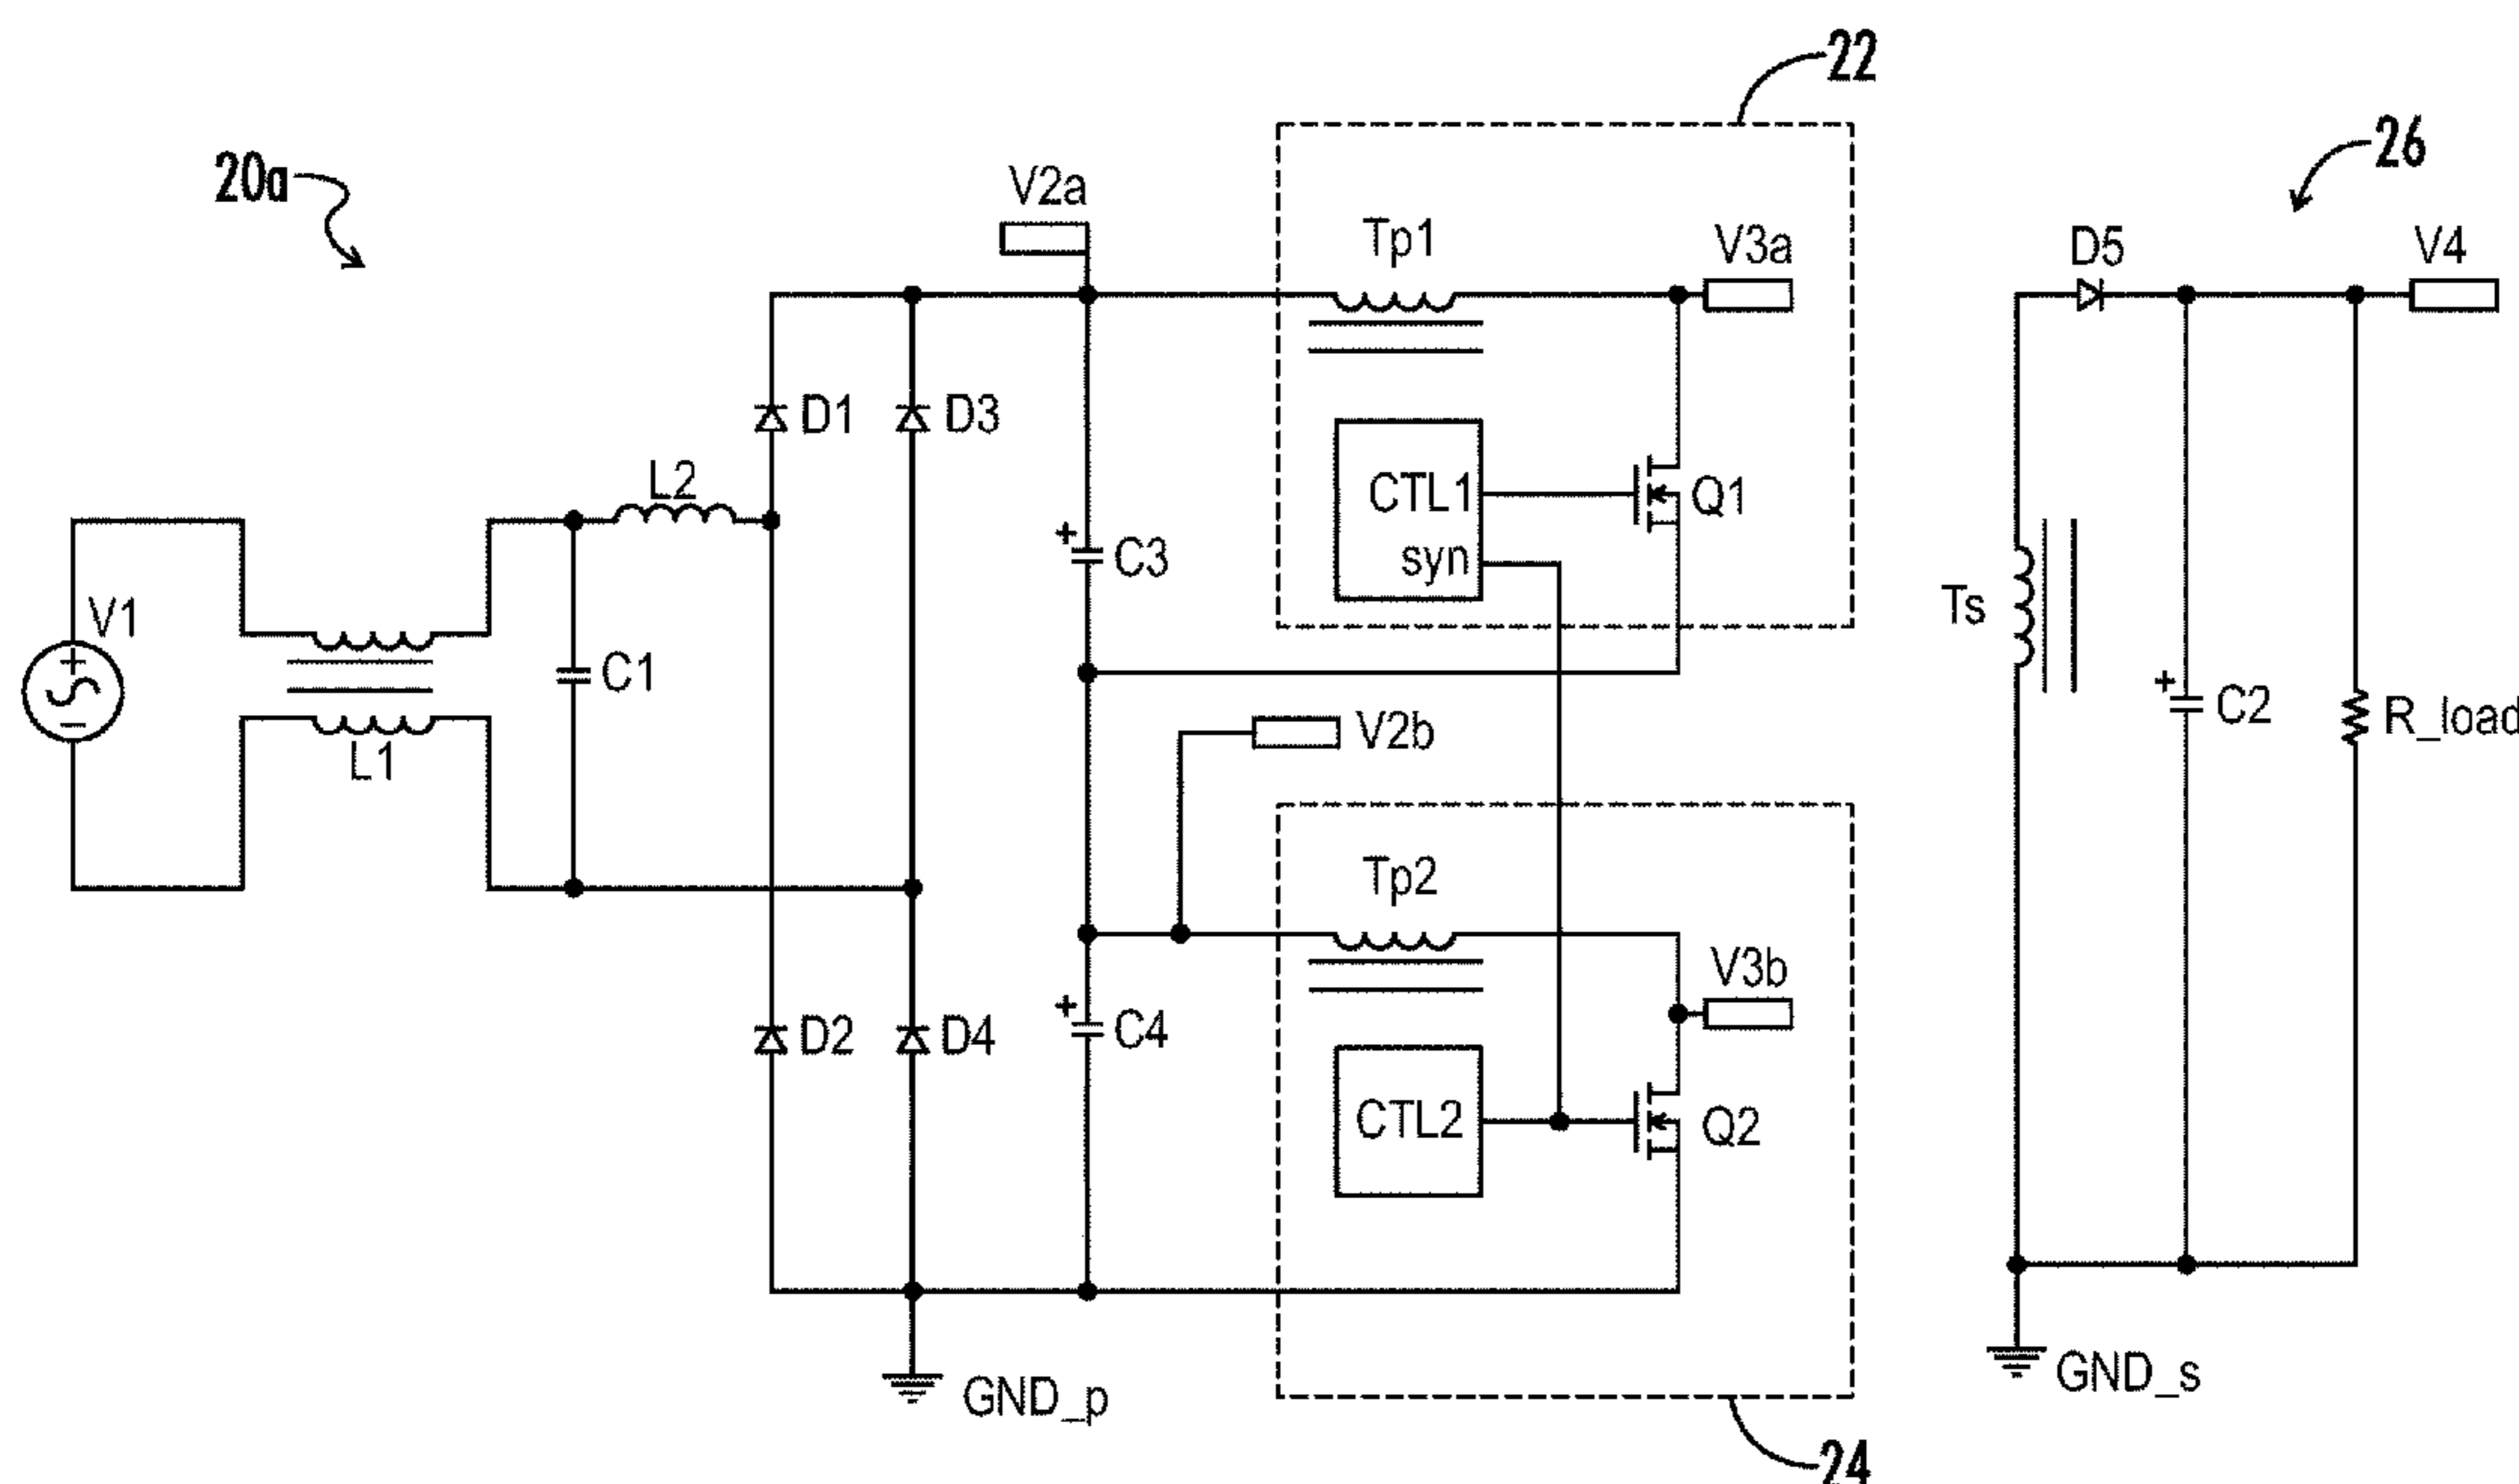 22
20a
26
V2a
Tp1
V3a
D5
V4
D1
D3
L2
CTL1
Q1
syn
C3
V1
C1
Ts
V2b
C2
R_load
L1
Tp2
V3b
D2
D4
C4
CTL2
Q2
GND_p
GND_s
24